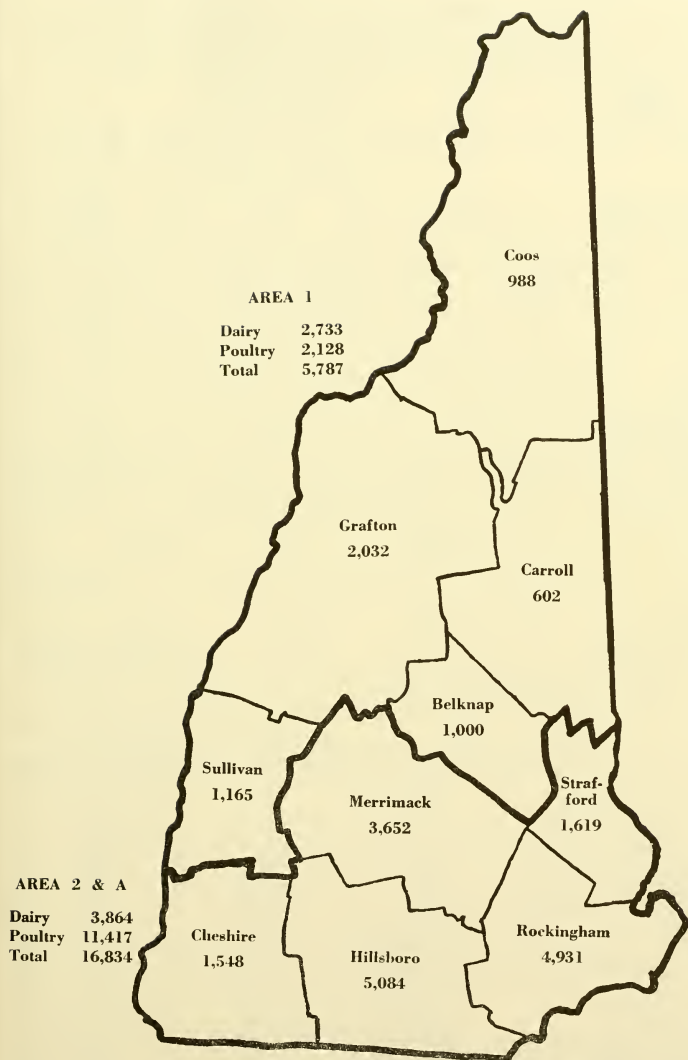 Coos
988
AREA 1
Dairy 2,733
Poultry 2,128
Total 5,787
Grafton
2,032
Carroll
602
Belknap
1,000
Sullivan
1,165
Merrimack
3,652
Straf-
ford
1,619
AREA 2 & A
Dairy 3,864
Poultry 11,417
Total 16,834
Cheshire
1,548
Hillsboro
5,084
Rockingham
4,931